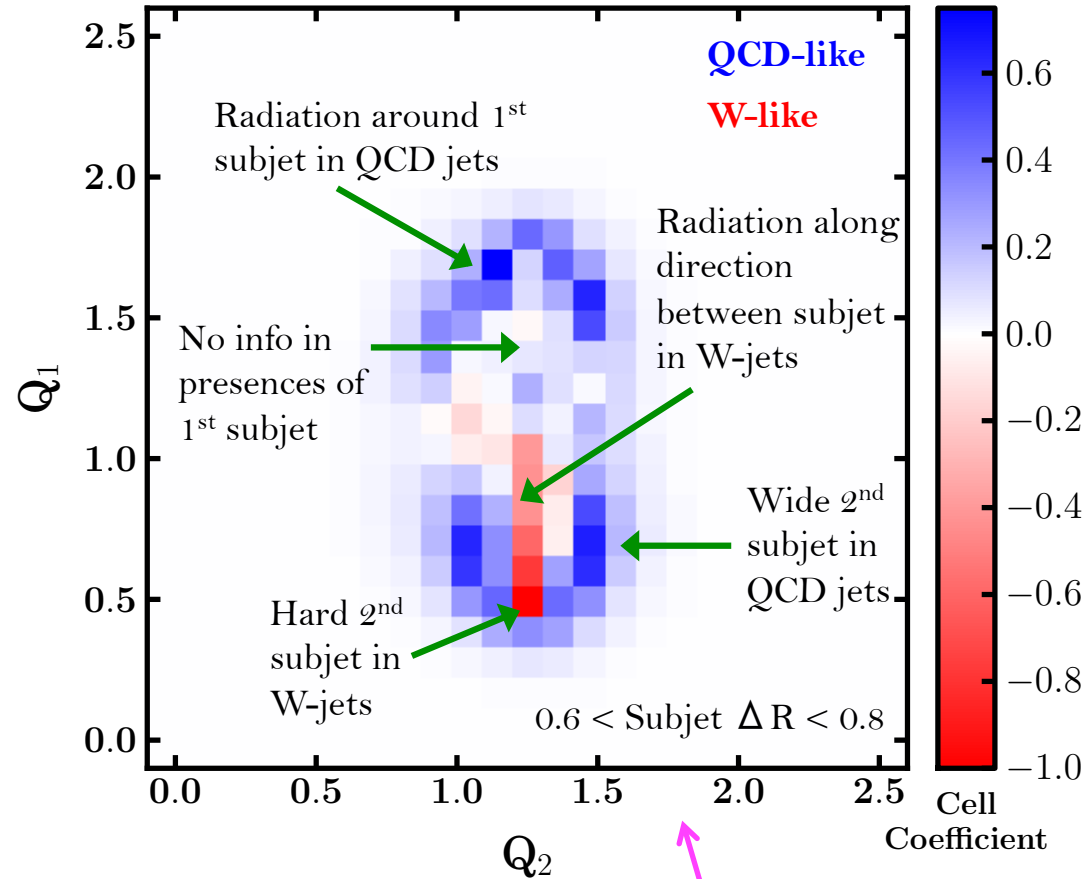 QCD-like
W-like
Radiation around 1st
subjet in QCD jets
Radiation along
direction
between subjet
in W-jets
No info in
presences of
1st subjet
Wide 2nd
subjet in
QCD jets
Hard 2nd
subjet in
W-jets
0.6 < Subjet Δ R < 0.8
2.5
2.0
1.5
1.0
0.5
0.0
Q1
0.0 0.5 1.0 1.5 2.0 2.5
Q2
0.6
0.4
0.2
0.0
−0.2
−0.4
−0.6
−0.8
−1.0
Cell
Coefficient